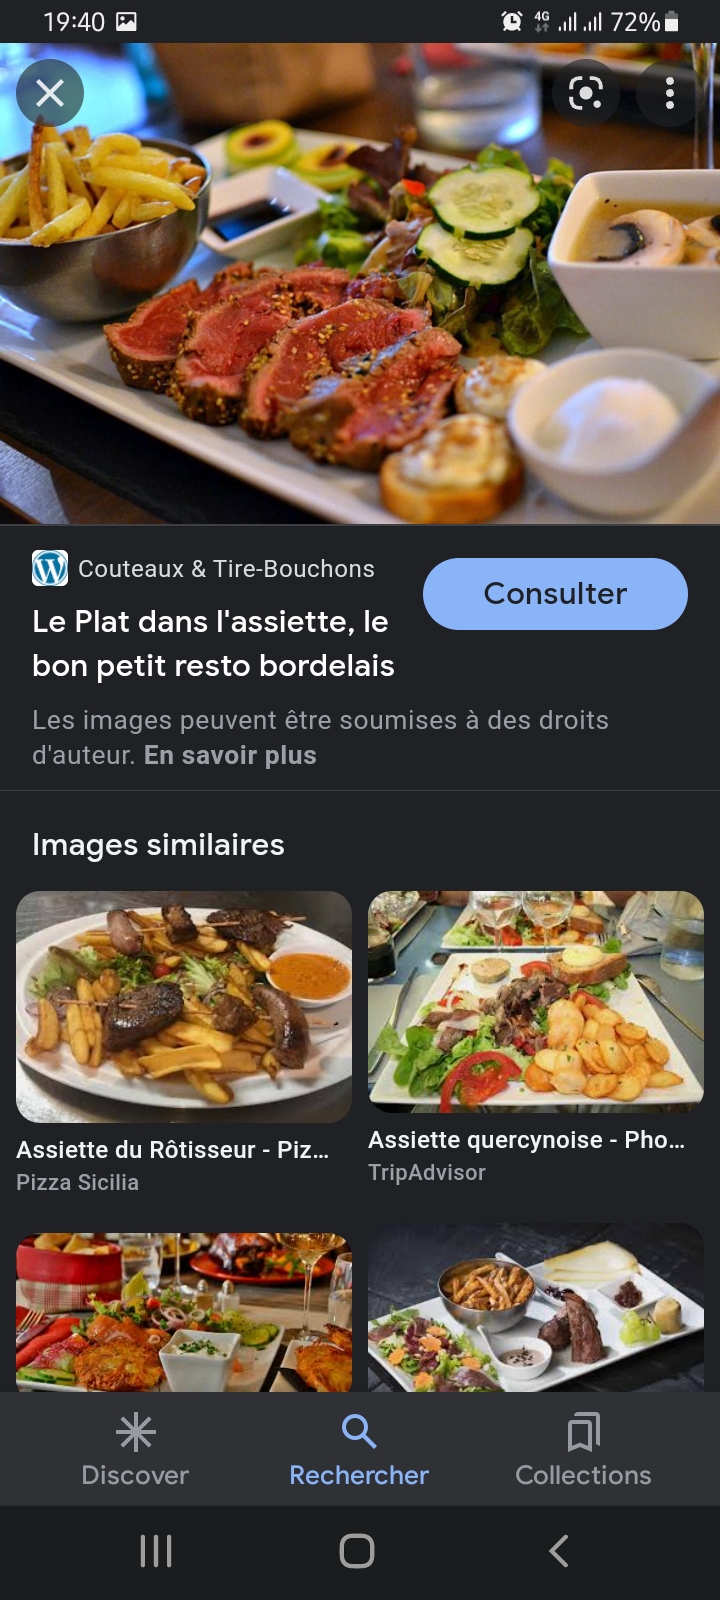 19:40
4G
72%
Couteaux & Tire-Bouchons
Consulter
Le Plat dans l'assiette, le
bon petit resto bordelais
Les images peuvent être soumises à des droits
d'auteur. En savoir plus
Images similaires
Assiette du Rôtisseur - Piz...
Pizza Sicilia
Assiette quercynoise - Pho...
TripAdvisor
Discover
Rechercher
Collections